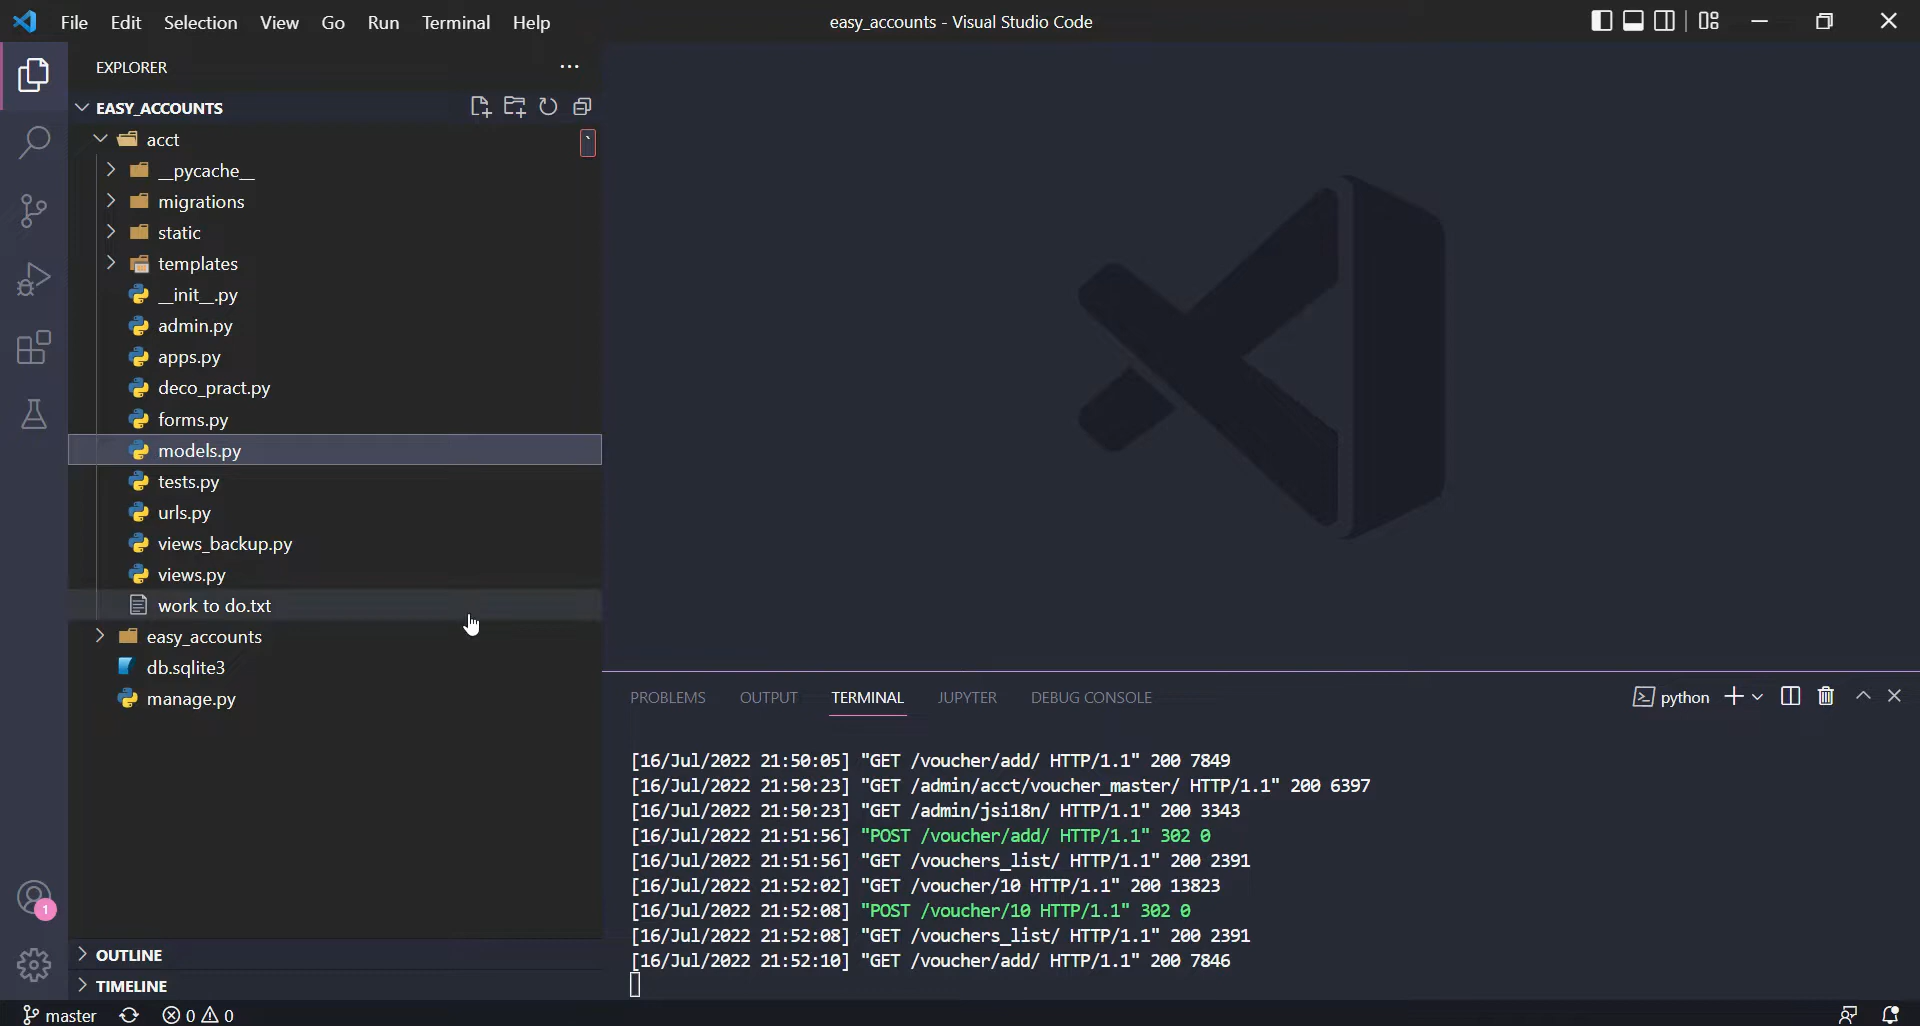 File Edit Selection View Go Run Terminal Help
easy_accounts - Visual Studio Code
EXPLORER
EASY_ACCOUNTS
acct
`
__pycache__
migrations
static
templates
__init__.py
admin.py
apps.py
deco_pract.py
forms.py
models.py
tests.py
urls.py
views_backup.py
views.py
work to do.txt
easy_accounts
db.sqlite3
manage.py
OUTLINE
TIMELINE
PROBLEMS OUTPUT TERMINAL JUPYTER DEBUG CONSOLE
python
[16/Jul/2022 21:50:05] "GET /voucher/add/ HTTP/1.1" 200 7849
[16/Jul/2022 21:50:23] "GET /admin/acct/voucher_master/ HTTP/1.1" 200 6397
[16/Jul/2022 21:50:23] "GET /admin/jsi18n/ HTTP/1.1" 200 3343
[16/Jul/2022 21:51:56] "POST /voucher/add/ HTTP/1.1" 302 0
[16/Jul/2022 21:51:56] "GET /vouchers_list/ HTTP/1.1" 200 2391
[16/Jul/2022 21:52:02] "GET /voucher/10 HTTP/1.1" 200 13823
[16/Jul/2022 21:52:08] "POST /voucher/10 HTTP/1.1" 302 0
[16/Jul/2022 21:52:08] "GET /vouchers_list/ HTTP/1.1" 200 2391
[16/Jul/2022 21:52:10] "GET /voucher/add/ HTTP/1.1" 200 7846
1
master 0 0